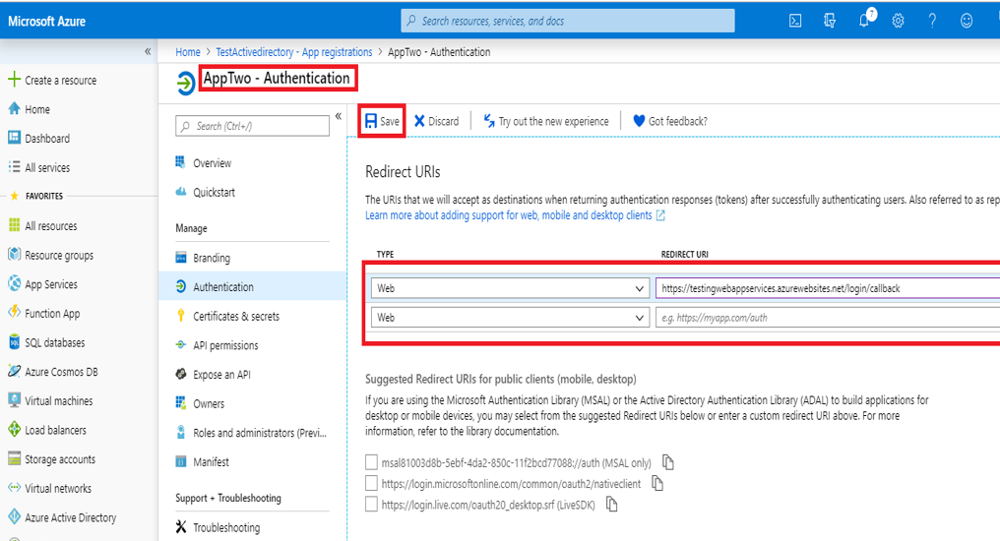 Microsoft Azure
Search resources, services, and docs
7
Home > TestActivedirectory - App registrations > AppTwo - Authentication
AppTwo - Authentication
Create a resource
Home
Dashboard
All services
FAVORITES
All resources
Resource groups
App Services
Function App
SQL databases
Azure Cosmos DB
Virtual machines
Load balancers
Storage accounts
Virtual networks
Azure Active Directory
Search (Ctrl+/)
Overview
Quickstart
Manage
Branding
Authentication
Certificates & secrets
API permissions
Expose an API
Owners
Roles and administrators (Previ...
Manifest
Support + Troubleshooting
Troubleshooting
Save Discard Try out the new experience Got feedback?
Redirect URIs
The URIs that we will accept as destinations when returning authentication responses (tokens) after successfully authenticating users. Also referred to as rep
Learn more about adding support for web, mobile and desktop clients
TYPE REDIRECT URI
Web https://testingwebappservices.azurewebsites.net/login/callback
Web e.g. https://myapp.com/auth
Suggested Redirect URIs for public clients (mobile, desktop)
If you are using the Microsoft Authentication Library (MSAL) or the Active Directory Authentication Library (ADAL) to build applications for
desktop or mobile devices, you may select from the suggested Redirect URIs below or enter a custom redirect URI above. For more
information, refer to the library documentation.
msal81003d8b-5ebf-4da2-850c-11f2bcd77088://auth (MSAL only)
https://login.microsoftonline.com/common/oauth2/nativeclient
https://login.live.com/oauth20_desktop.srf (LiveSDK)